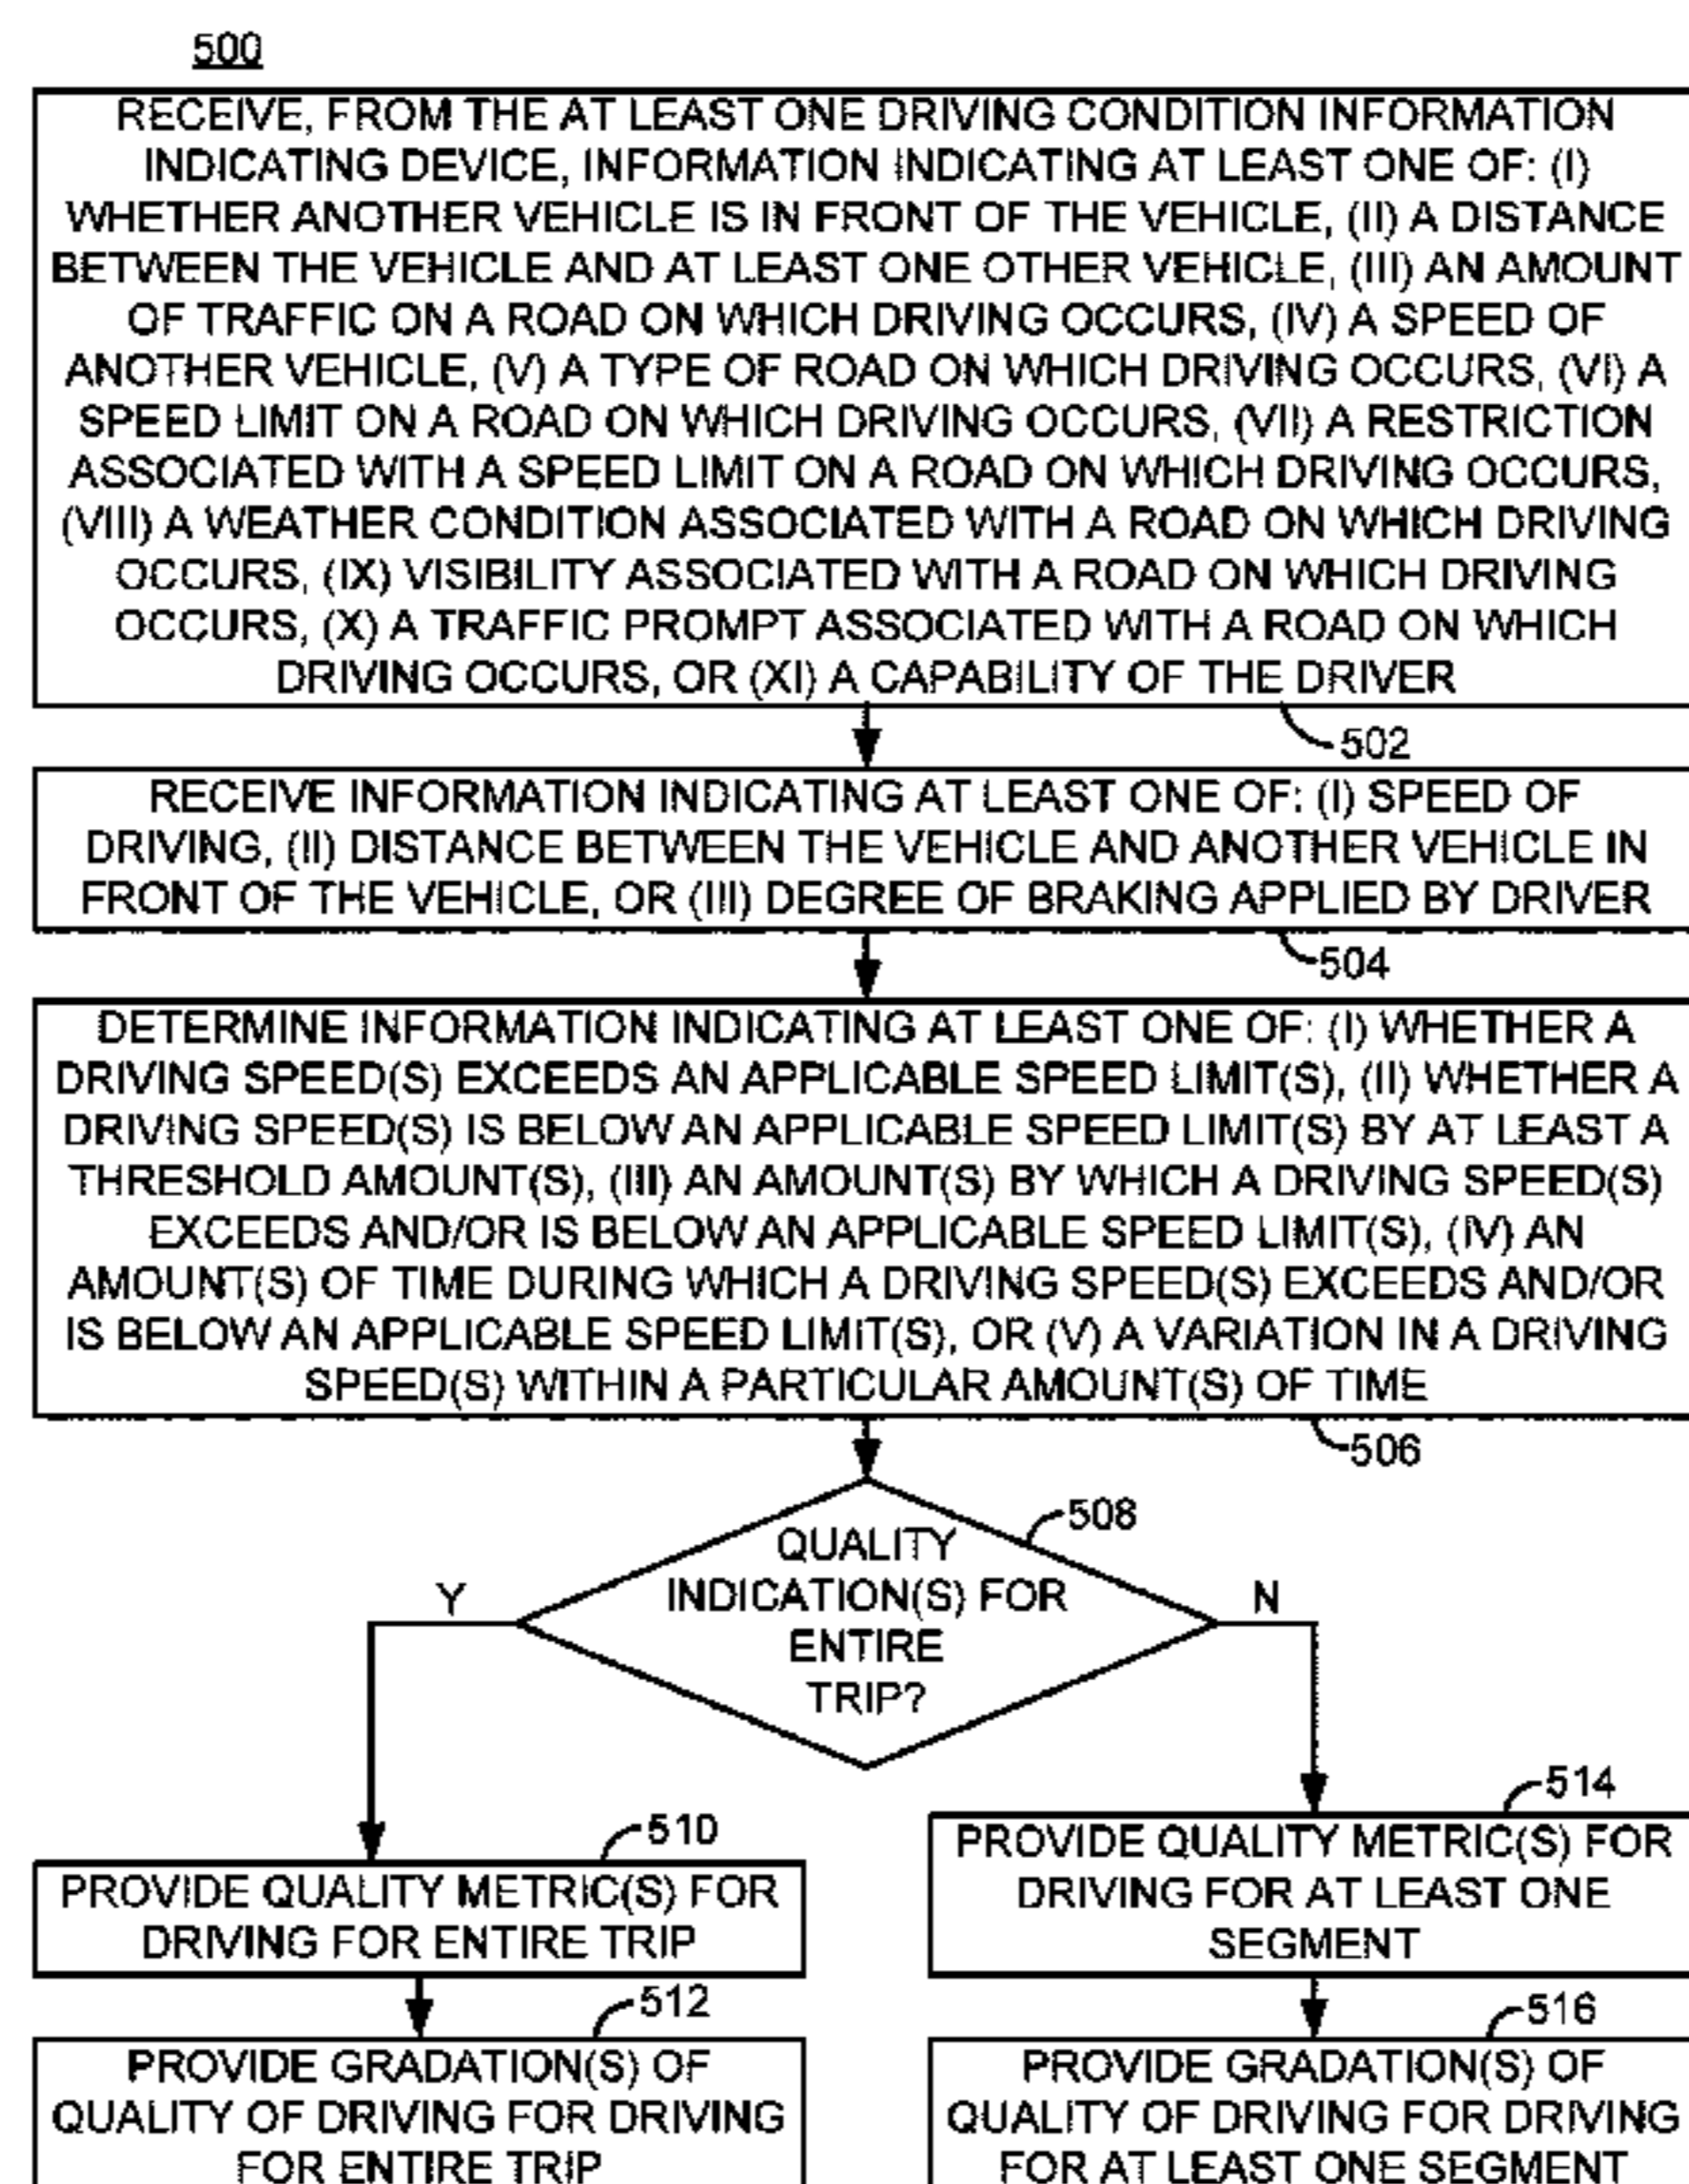 500
RECEIVE, FROM THE AT LEAST ONE DRIVING CONDITION INFORMATION
INDICATING DEVICE, INFORMATION INDICATING AT LEAST ONE OF: (I)
WHETHER ANOTHER VEHICLE IS IN FRONT OF THE VEHICLE, (II) A DISTANCE
BETWEEN THE VEHICLE AND AT LEAST ONE OTHER VEHICLE, (III) AN AMOUNT
OF TRAFFIC ON A ROAD ON WHICH DRIVING OCCURS, (IV) A SPEED OF
ANOTHER VEHICLE, (V) A TYPE OF ROAD ON WHICH DRIVING OCCURS, (VI) A
SPEED LIMIT ON A ROAD ON WHICH DRIVING OCCURS, (VII) A RESTRICTION
ASSOCIATED WITH A SPEED LIMIT ON A ROAD ON WHICH DRIVING OCCURS,
(VIII) A WEATHER CONDITION ASSOCIATED WITH A ROAD ON WHICH DRIVING
OCCURS, (IX) VISIBILITY ASSOCIATED WITH A ROAD ON WHICH DRIVING
OCCURS, (X) A TRAFFIC PROMPT ASSOCIATED WITH A ROAD ON WHICH
DRIVING OCCURS, OR (XI) A CAPABILITY OF THE DRIVER
502
RECEIVE INFORMATION INDICATING AT LEAST ONE OF: (I) SPEED OF
DRIVING, (II) DISTANCE BETWEEN THE VEHICLE AND ANOTHER VEHICLE IN
FRONT OF THE VEHICLE, OR (III) DEGREE OF BRAKING APPLIED BY DRIVER
504
DETERMINE INFORMATION INDICATING AT LEAST ONE OF: (I) WHETHER A
DRIVING SPEED(S) EXCEEDS AN APPLICABLE SPEED LIMIT(S), (II) WHETHER A
DRIVING SPEED(S) IS BELOW AN APPLICABLE SPEED LIMIT(S) BY AT LEAST A
THRESHOLD AMOUNT(S), (III) AN AMOUNT(S) BY WHICH A DRIVING SPEED(S)
EXCEEDS AND/OR IS BELOW AN APPLICABLE SPEED LIMIT(S), (IV) AN
AMOUNT(S) OF TIME DURING WHICH A DRIVING SPEED(S) EXCEEDS AND/OR
IS BELOW AN APPLICABLE SPEED LIMIT(S), OR (V) A VARIATION IN A DRIVING
SPEED(S) WITHIN A PARTICULAR AMOUNT(S) OF TIME
506
508
QUALITY
INDICATION(S) FOR
ENTIRE
TRIP?
Y
N
510
PROVIDE QUALITY METRIC(S) FOR
DRIVING FOR ENTIRE TRIP
512
PROVIDE GRADATION(S) OF
QUALITY OF DRIVING FOR DRIVING
FOR ENTIRE TRIP
514
PROVIDE QUALITY METRIC(S) FOR
DRIVING FOR AT LEAST ONE
SEGMENT
516
PROVIDE GRADATION(S) OF
QUALITY OF DRIVING FOR DRIVING
FOR AT LEAST ONE SEGMENT